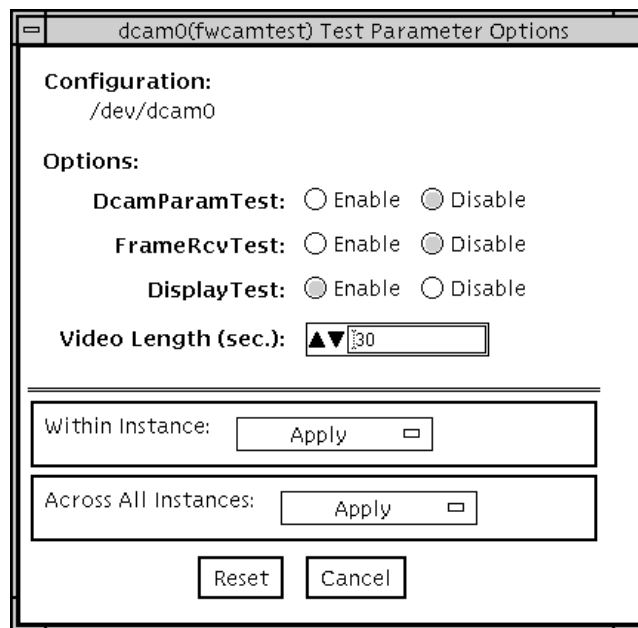 dcam0(fwcamtest) Test Parameter Options
Configuration:
/dev/dcam0
Options:
DcamParamTest: Enable Disable
FrameRcvTest: Enable Disable
DisplayTest: Enable Disable
Video Length (sec.): 30
Within Instance: Apply
Across All Instances: Apply
Reset Cancel